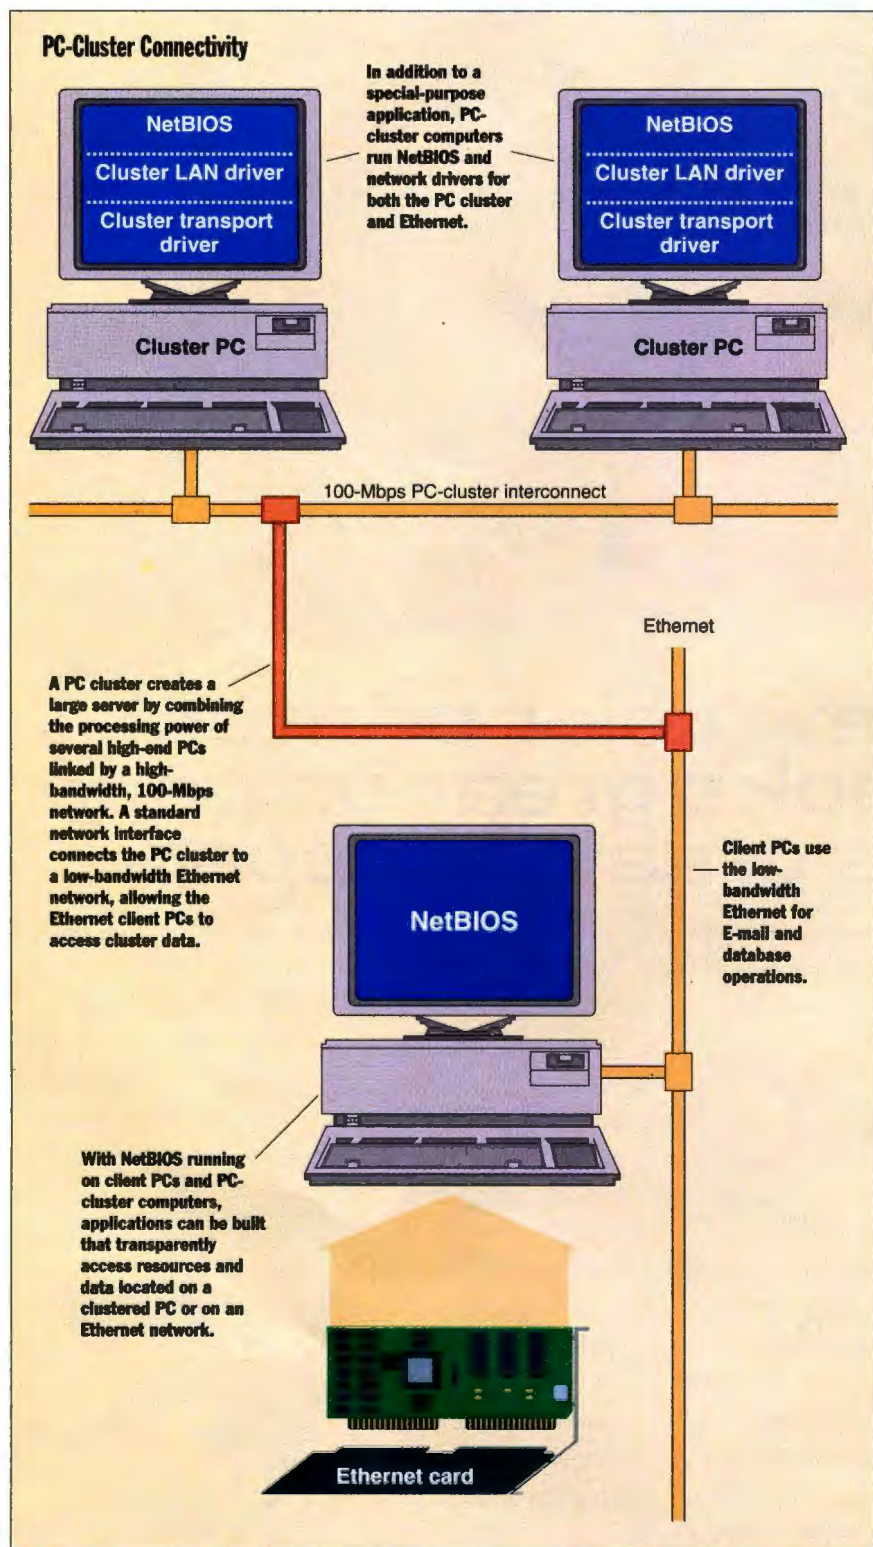 PC-Cluster Connectivity
In addition to a
special-purpose
application, PC-
cluster computers
run NetBIOS and
network drivers for
both the PC cluster
and Ethernet.
NetBIOS
Cluster LAN driver
Cluster transport
driver
Cluster PC
NetBIOS
Cluster LAN driver
Cluster transport
driver
Cluster PC
100-Mbps PC-cluster interconnect
Ethernet
A PC cluster creates a
large server by combining
the processing power of
several high-end PCs
linked by a high-
bandwidth, 100-Mbps
network. A standard
network interface
connects the PC cluster to
a low-bandwidth Ethernet
network, allowing the
Ethernet client PCs to
access cluster data.
NetBIOS
Client PCs use
the low-
bandwidth
Ethernet for
E-mail and
database
operations.
With NetBIOS running
on client PCs and PC-
cluster computers,
applications can be built
that transparently
access resources and
data located on a
clustered PC or on an
Ethernet network.
Ethernet card